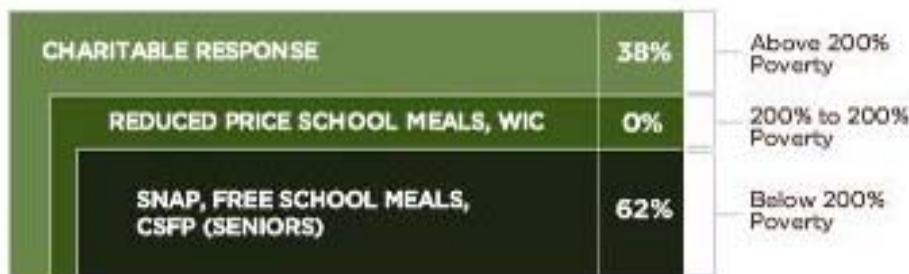 CHARITABLE RESPONSE 38% Above 200%
Poverty
REDUCED PRICE SCHOOL MEALS, WIC 0% 200% to 200%
Poverty
SNAP, FREE SCHOOL MEALS,
CSFP (SENIORS) 62% Below 200%
Poverty